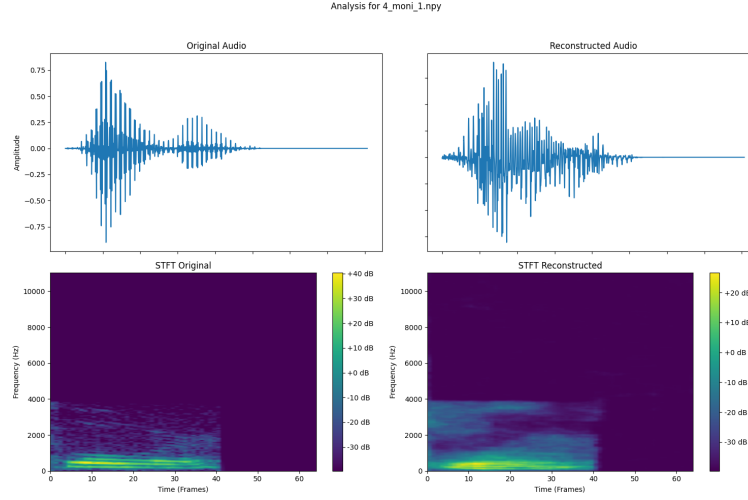 Analysis for 4_moni_1.npy
Original Audio
Amplitude
0.75
0.50
0.25
0.00
−0.25
−0.50
−0.75
Reconstructed Audio
STFT Original
Frequency (Hz)
10000
8000
6000
4000
2000
0
0 10 20 30 40 50 60
Time (Frames)
+40 dB
+30 dB
+20 dB
+10 dB
+0 dB
-10 dB
-20 dB
-30 dB
STFT Reconstructed
Frequency (Hz)
10000
8000
6000
4000
2000
0
0 10 20 30 40 50 60
Time (Frames)
+20 dB
+10 dB
+0 dB
-10 dB
-20 dB
-30 dB